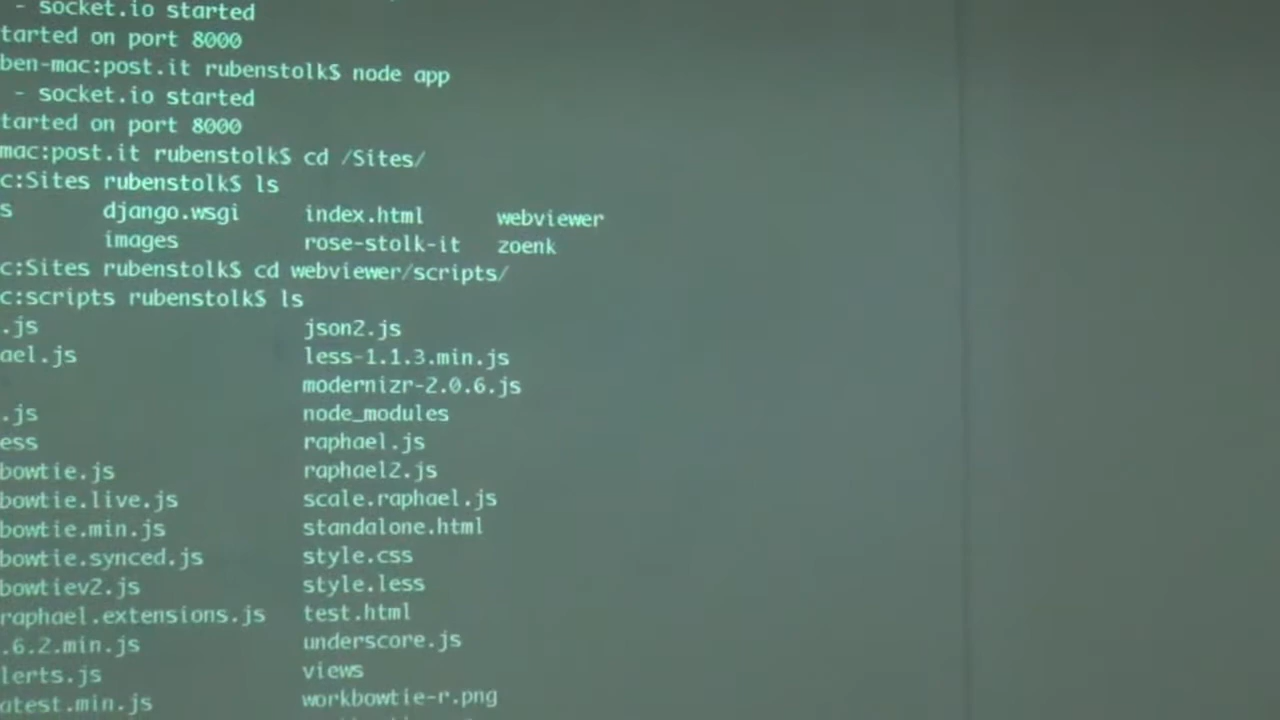 - socket.io started
tarted on port 8000
ben-mac:post.it rubenstolk$ node app
- socket.io started
tarted on port 8000
mac:post.it rubenstolk$ cd /Sites/
c:Sites rubenstolk$ ls
s django.wsgi index.html webviewer
images rose-stolk-it zoenk
c:Sites rubenstolk$ cd webviewer/scripts/
c:scripts rubenstolk$ ls
.js json2.js
ael.js less-1.1.3.min.js
modernizr-2.0.6.js
.js node_modules
ess raphael.js
bowtie.js raphael2.js
bowtie.live.js scale.raphael.js
bowtie.min.js standalone.html
bowtie.synced.js style.css
bowtiev2.js style.less
raphael.extensions.js test.html
.6.2.min.js underscore.js
lerts.js views
atest.min.js workbowtie-r.png